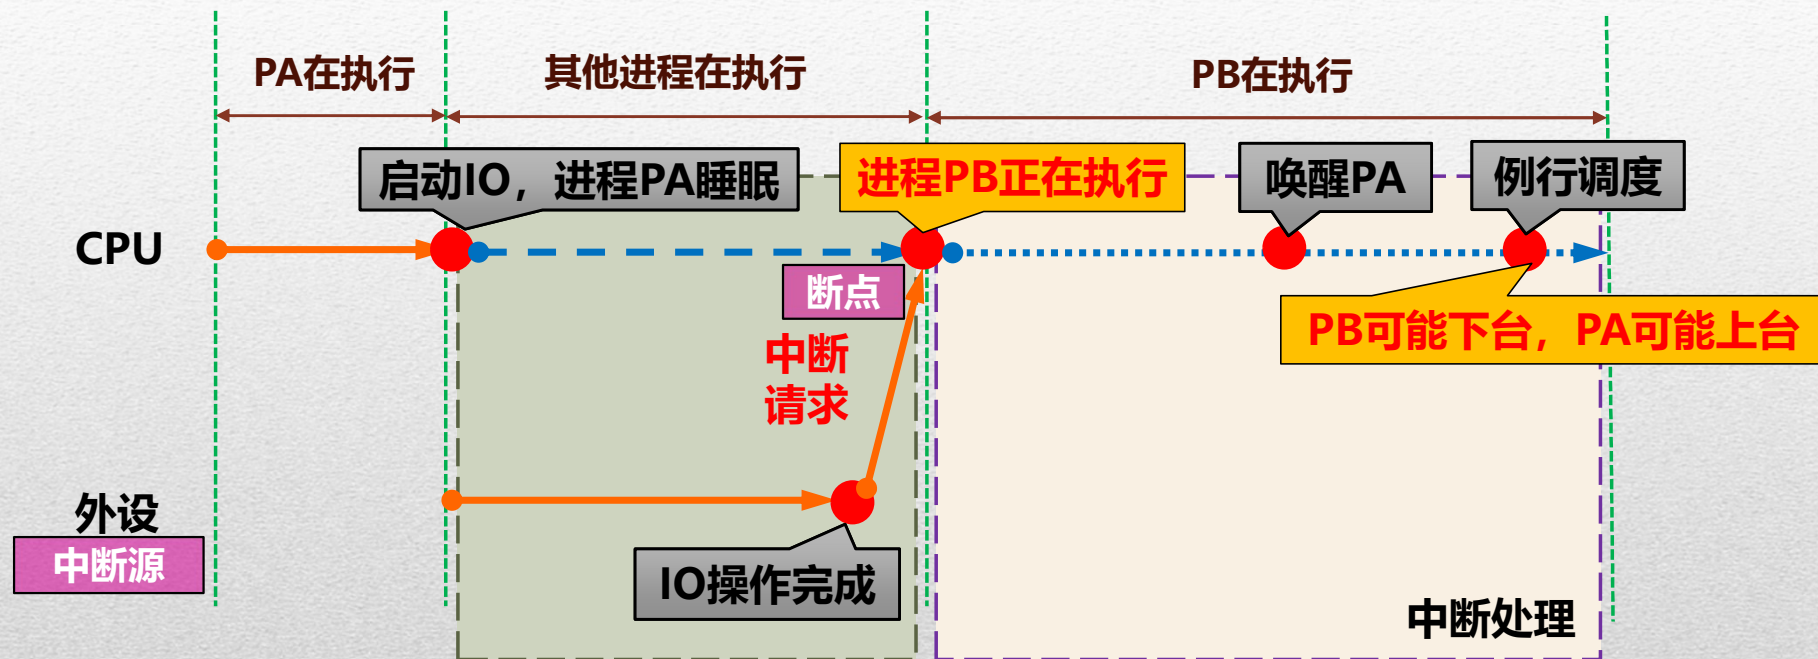 PA在执行
其他进程在执行
PB在执行
启动IO，进程PA睡眠
进程PB正在执行
唤醒PA
例行调度
CPU
断点
PB可能下台，PA可能上台
中断
请求
外设
中断源
IO操作完成
中断处理